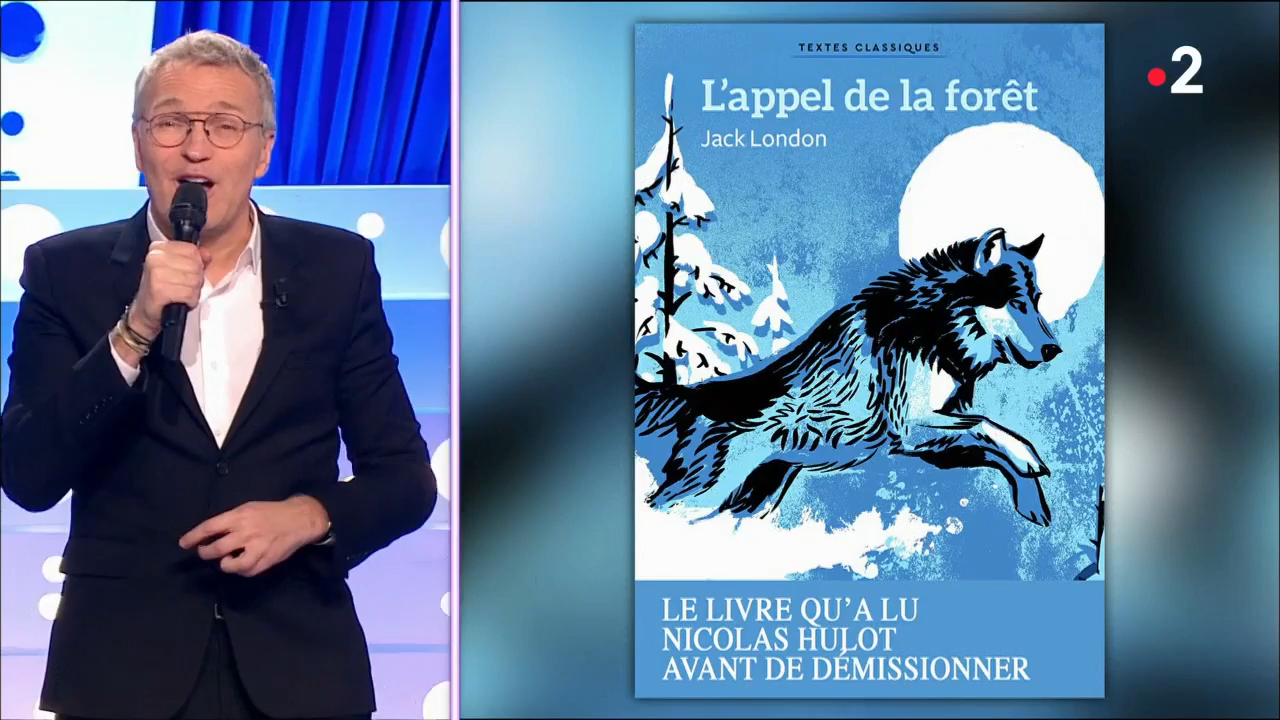 TEXTES CLASSIQUES
L'appel de la forêt
Jack London
2
LE LIVRE QU'A LU
NICOLAS HULOT
AVANT DE DÉMISSIONNER